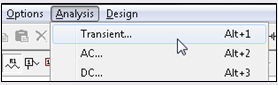 Options Analysis Design
Transient... Alt+1
AC... Alt+2
DC... Alt+3